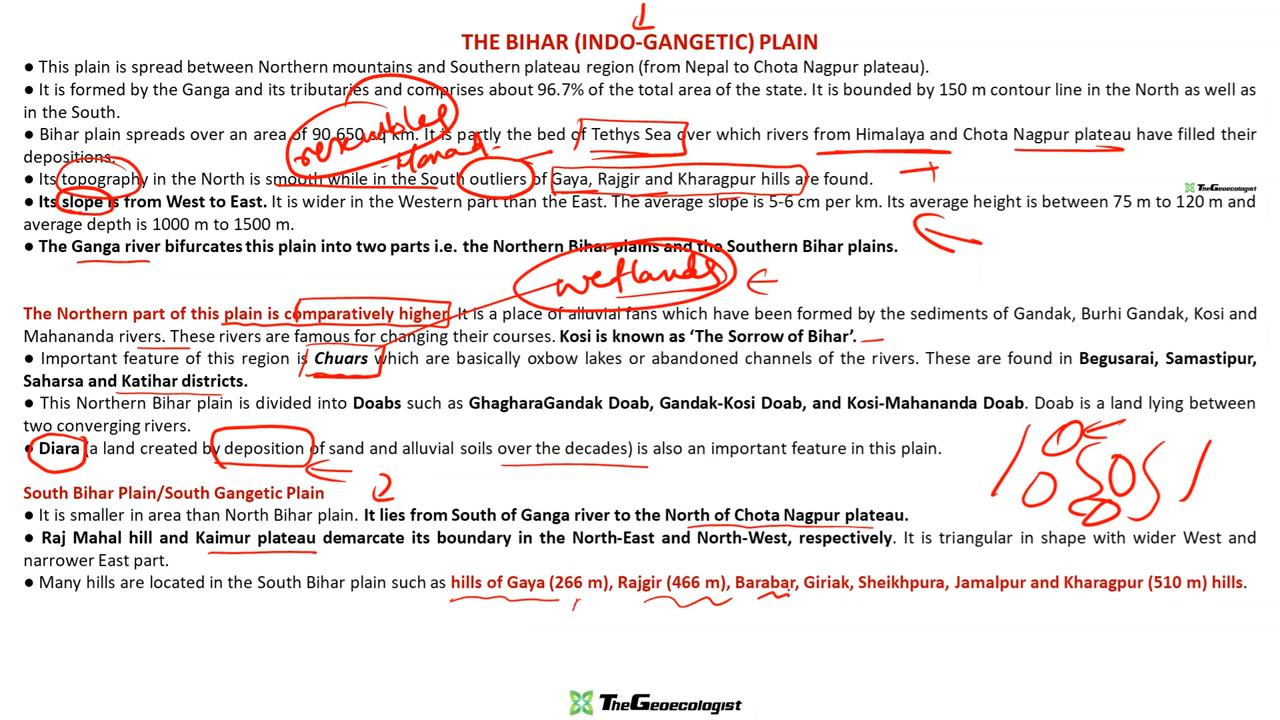 THE BIHAR (INDO-GANGETIC) PLAIN
● This plain is spread between Northern mountains and Southern plateau region (from Nepal to Chota Nagpur plateau).
● It is formed by the Ganga and its tributaries and comprises about 96.7% of the total area of the state. It is bounded by 150 m contour line in the North as well as
in the South.
● Bihar plain spreads over an area of 90,650 sq km. It is partly the bed of Tethys Sea over which rivers from Himalaya and Chota Nagpur plateau have filled their
resembles
depositions.
● Its topography in the North is smooth while in the South outliers of Gaya, Rajgir and Kharagpur hills are found.
TheGeoecologist
● Its slope is from West to East. It is wider in the Western part than the East. The average slope is 5-6 cm per km. Its average height is between 75 m to 120 m and
average depth is 1000 m to 1500 m.
● The Ganga river bifurcates this plain into two parts i.e. the Northern Bihar plains and the Southern Bihar plains.
wetlands
The Northern part of this plain is comparatively higher. It is a place of alluvial fans which have been formed by the sediments of Gandak, Burhi Gandak, Kosi and
Mahananda rivers. These rivers are famous for changing their courses. Kosi is known as ‘The Sorrow of Bihar’.
● Important feature of this region is Chuars which are basically oxbow lakes or abandoned channels of the rivers. These are found in Begusarai, Samastipur,
Saharsa and Katihar districts.
● This Northern Bihar plain is divided into Doabs such as GhagharaGandak Doab, Gandak-Kosi Doab, and Kosi-Mahananda Doab. Doab is a land lying between
two converging rivers.
● Diara (a land created by deposition of sand and alluvial soils over the decades) is also an important feature in this plain.
South Bihar Plain/South Gangetic Plain 2
● It is smaller in area than North Bihar plain. It lies from South of Ganga river to the North of Chota Nagpur plateau.
● Raj Mahal hill and Kaimur plateau demarcate its boundary in the North-East and North-West, respectively. It is triangular in shape with wider West and
narrower East part.
● Many hills are located in the South Bihar plain such as hills of Gaya (266 m), Rajgir (466 m), Barabar, Giriak, Sheikhpura, Jamalpur and Kharagpur (510 m) hills.
TheGeoecologist